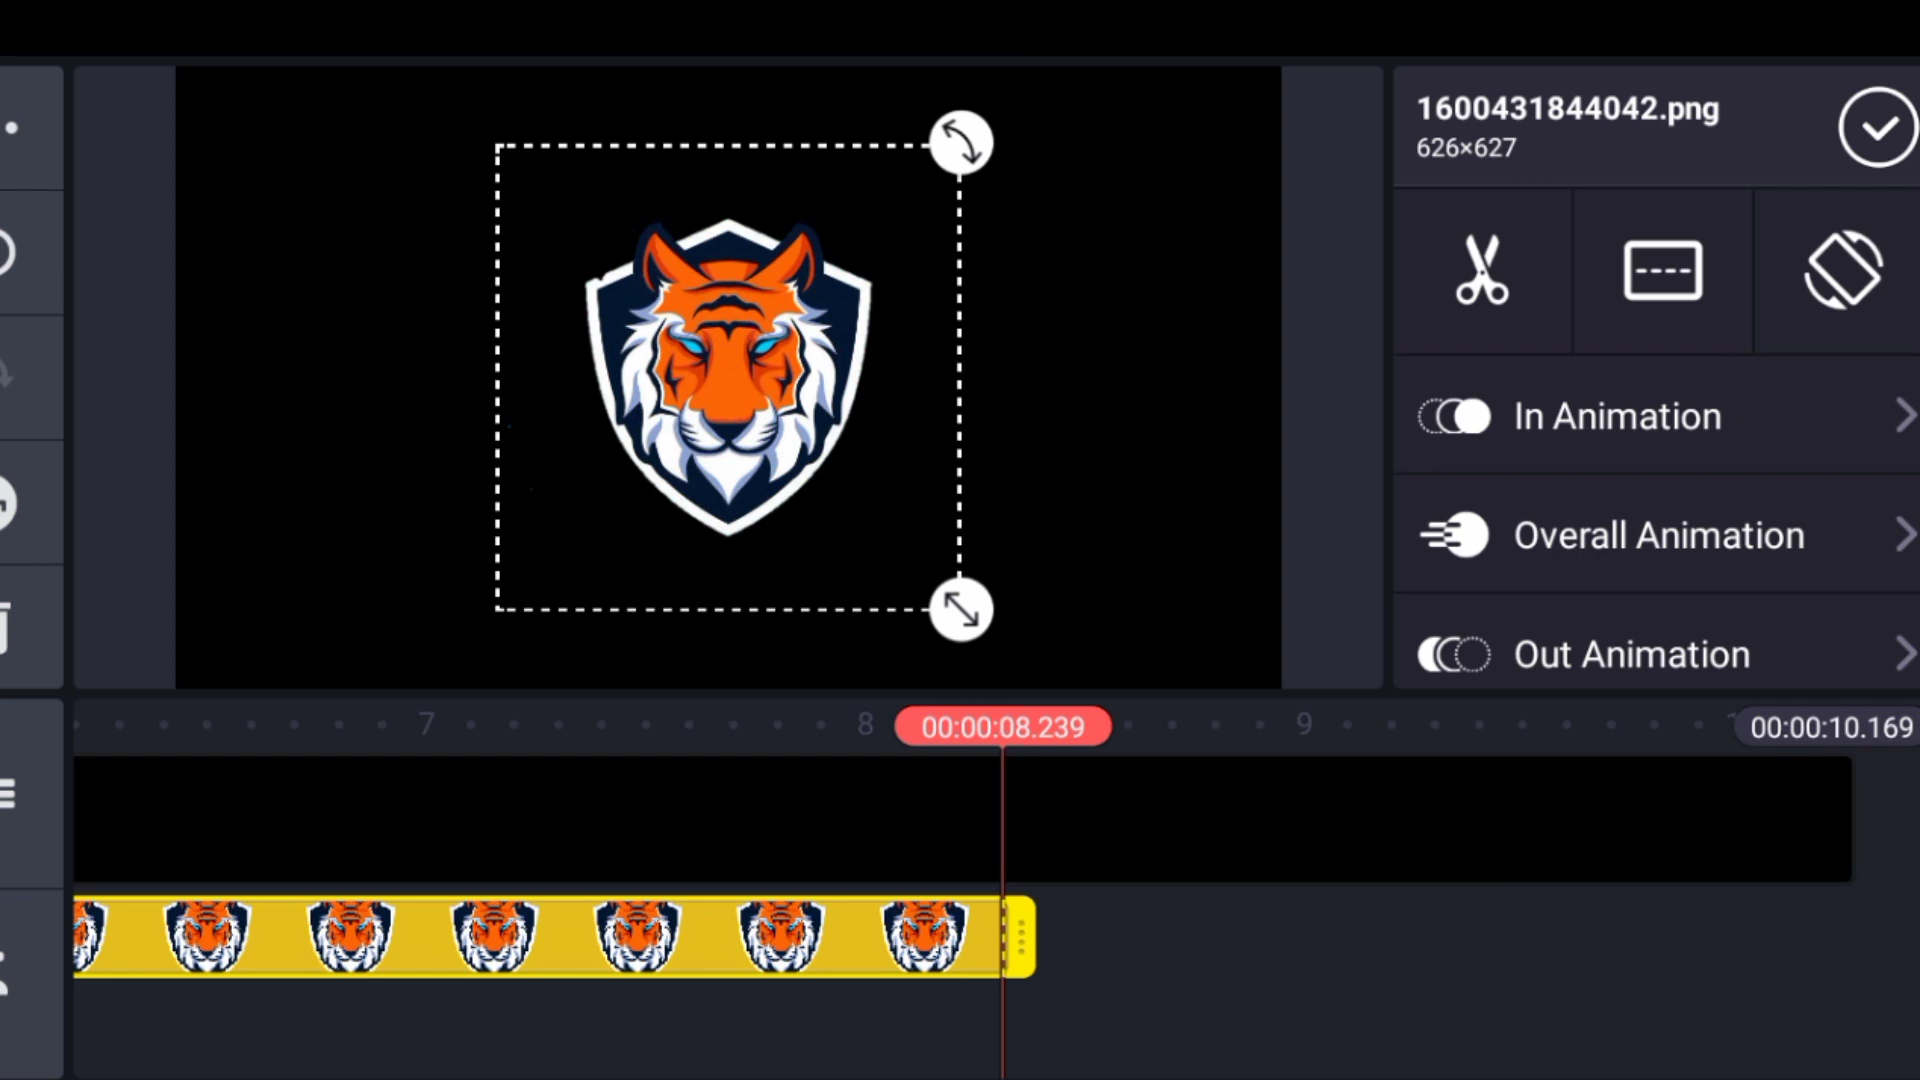 1600431844042.png
626×627
In Animation
Overall Animation
Out Animation
7
8
00:00:08.239
9
00:00:10.169